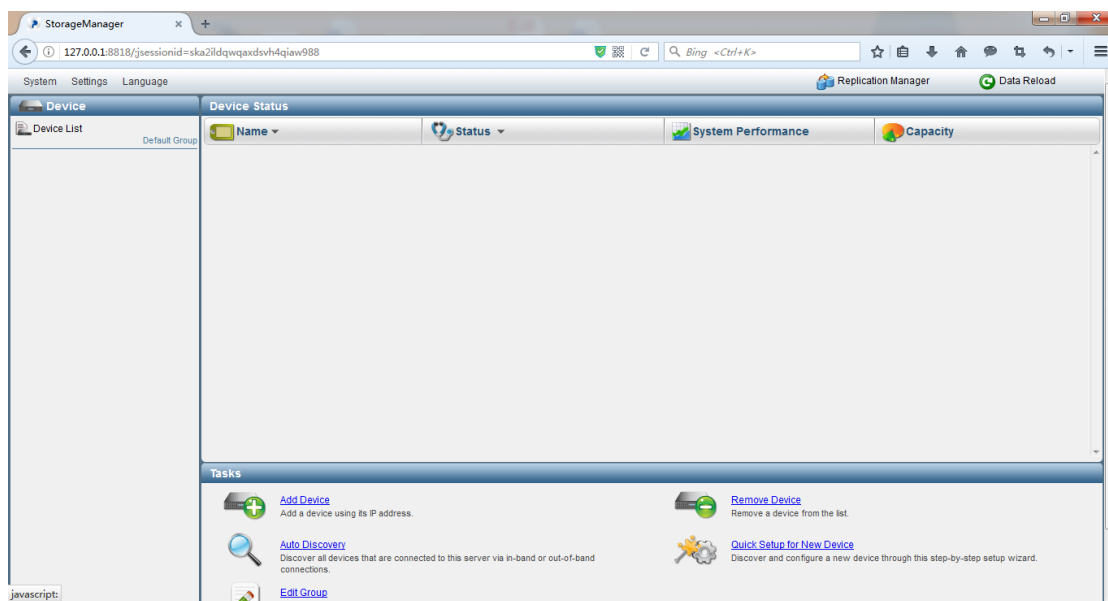 StorageManager
127.0.0.1:8818/jsessionid=ska2ildqwqaxdsvh4qiaw988
Bing <Ctrl+K>
System Settings Language
Replication Manager
Data Reload
Device
Device Status
Device List
Default Group
Name
Status
System Performance
Capacity
Tasks
Add Device
Add a device using its IP address.
Remove Device
Remove a device from the list.
Auto Discovery
Discover all devices that are connected to this server via in-band or out-of-band
connections.
Quick Setup for New Device
Discover and configure a new device through this step-by-step setup wizard.
Edit Group
javascript: